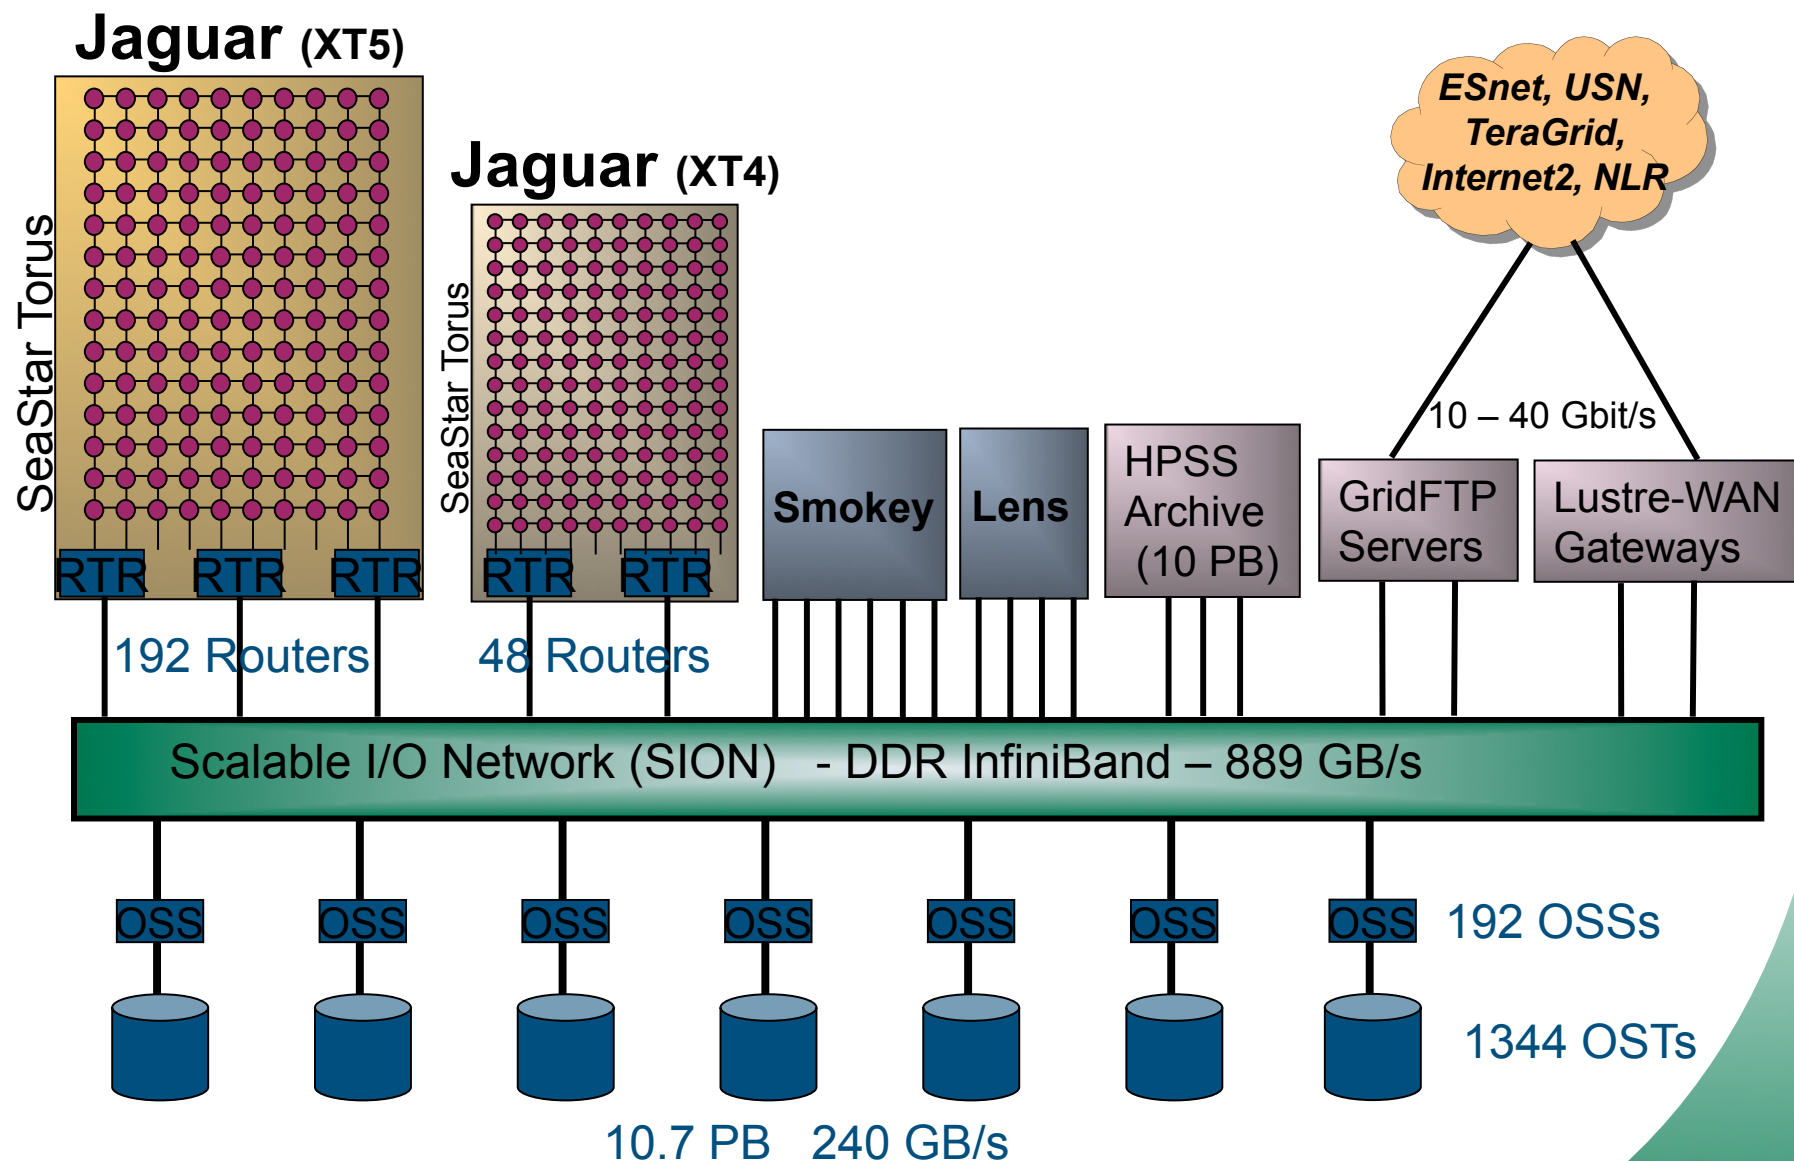 Jaguar (XT5)
SeaStar Torus
RTR RTR RTR
192 Routers
Jaguar (XT4)
SeaStar Torus
RTR RTR
48 Routers
Smokey
Lens
HPSS
Archive
(10 PB)
ESnet, USN,
TeraGrid,
Internet2, NLR
10 – 40 Gbit/s
GridFTP
Servers
Lustre-WAN
Gateways
Scalable I/O Network (SION) - DDR InfiniBand – 889 GB/s
OSS OSS OSS OSS OSS OSS OSS 192 OSSs
1344 OSTs
10.7 PB 240 GB/s